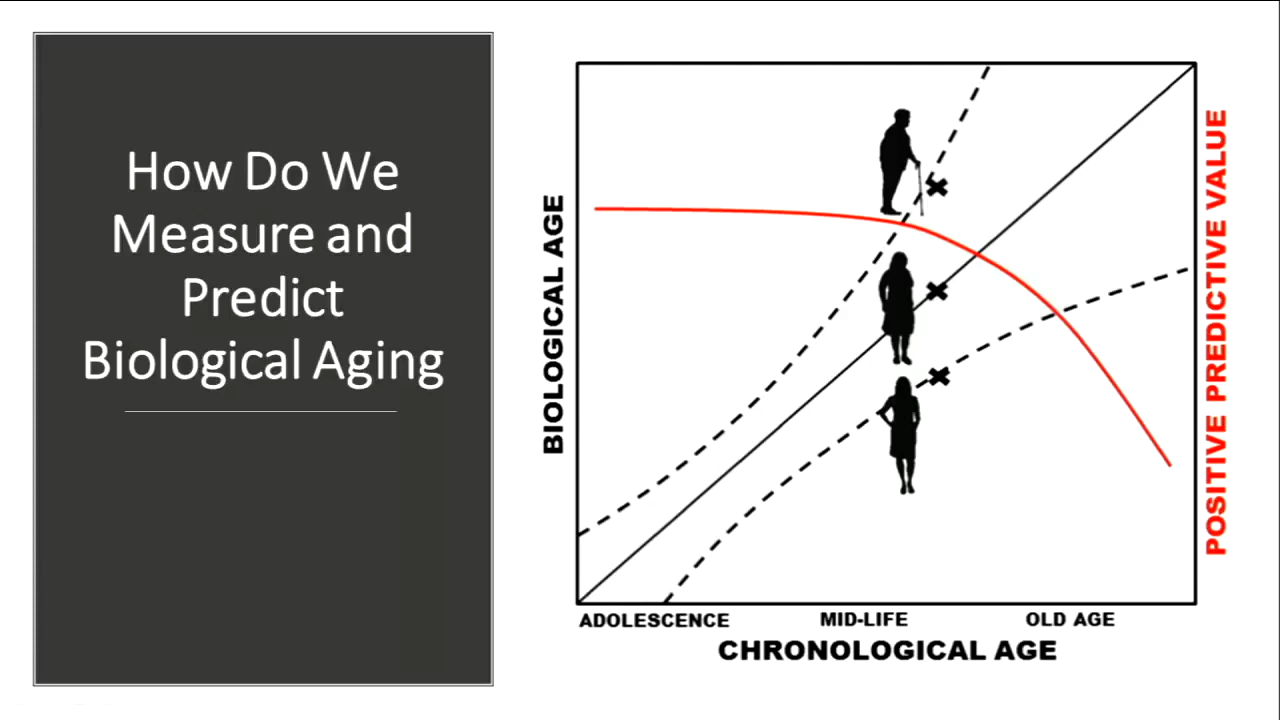 How Do We
Measure and
Predict
Biological Aging
BIOLOGICAL AGE
POSITIVE PREDICTIVE VALUE
ADOLESCENCE
MID-LIFE
OLD AGE
CHRONOLOGICAL AGE